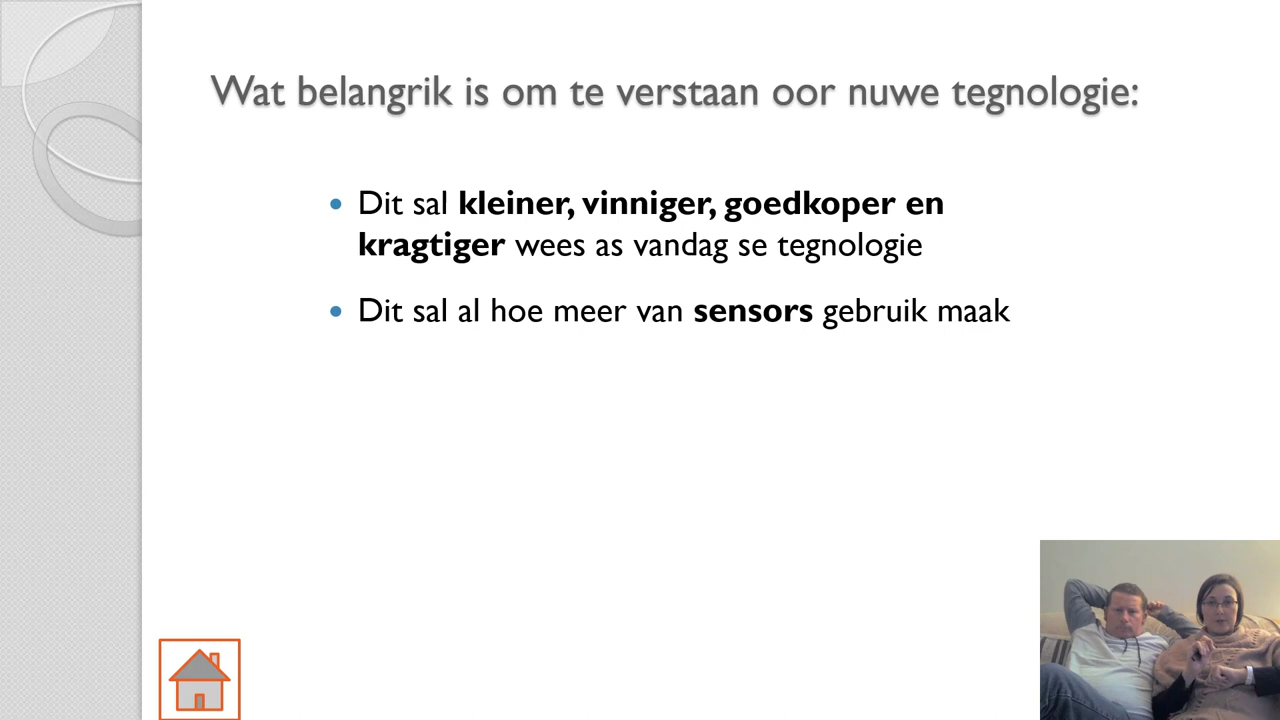 Wat belangrik is om te verstaan oor nuwe tegnologie:
• Dit sal kleiner, vinniger, goedkoper en
kragtiger wees as vandag se tegnologie
• Dit sal al hoe meer van sensors gebruik maak